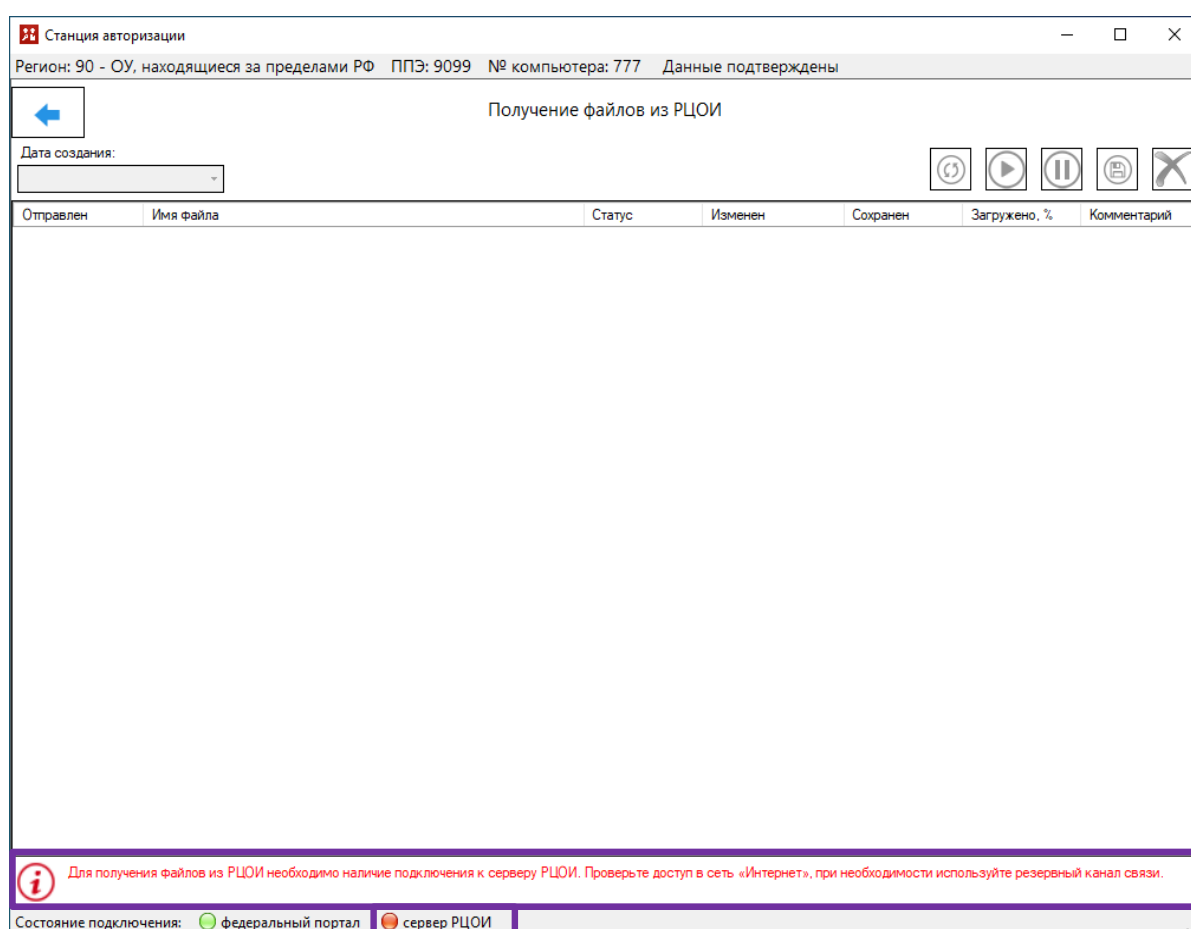 Станция авторизации
Регион: 90 - ОУ, находящиеся за пределами РФ ППЭ: 9099 № компьютера: 777 Данные подтверждены
Получение файлов из РЦОИ
Дата создания:
Отправлен Имя файла Статус Изменен Сохранен Загружено, % Комментарий
Для получения файлов из РЦОИ необходимо наличие подключения к серверу РЦОИ. Проверьте доступ в сеть «Интернет», при необходимости используйте резервный канал связи.
Состояние подключения: федеральный портал сервер РЦОИ